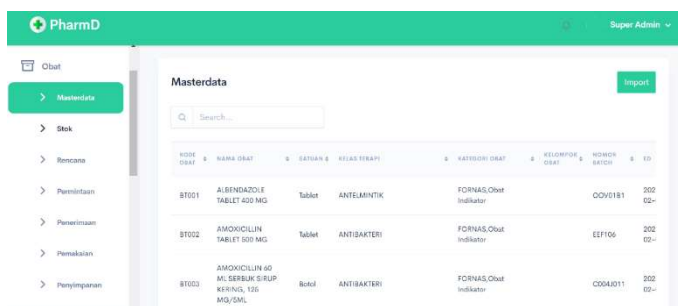 PharmD
Super Admin
Obat
Masterdata
Stok
Rencana
Permintaan
Penerimaan
Pemakaian
Penyimpanan
Masterdata
Import
Search...
KODE OBAT NAMA OBAT SATUAN KELAS TERAPI KATEGORI OBAT KELOMPOK OBAT NOMOR BATCH ED
BT001 ALBENDAZOLE TABLET 400 MG Tablet ANTELMINTIK FORNAS,Obat Indikator OOV01B1 202 02-
BT002 AMOXICILLIN TABLET 500 MG Tablet ANTIBAKTERI FORNAS,Obat Indikator EEF106 202 02-
BT003 AMOXICILLIN 60 ML SERBUK SIRUP KERING, 125 MG/5ML Botol ANTIBAKTERI FORNAS,Obat Indikator C004J011 202 02-